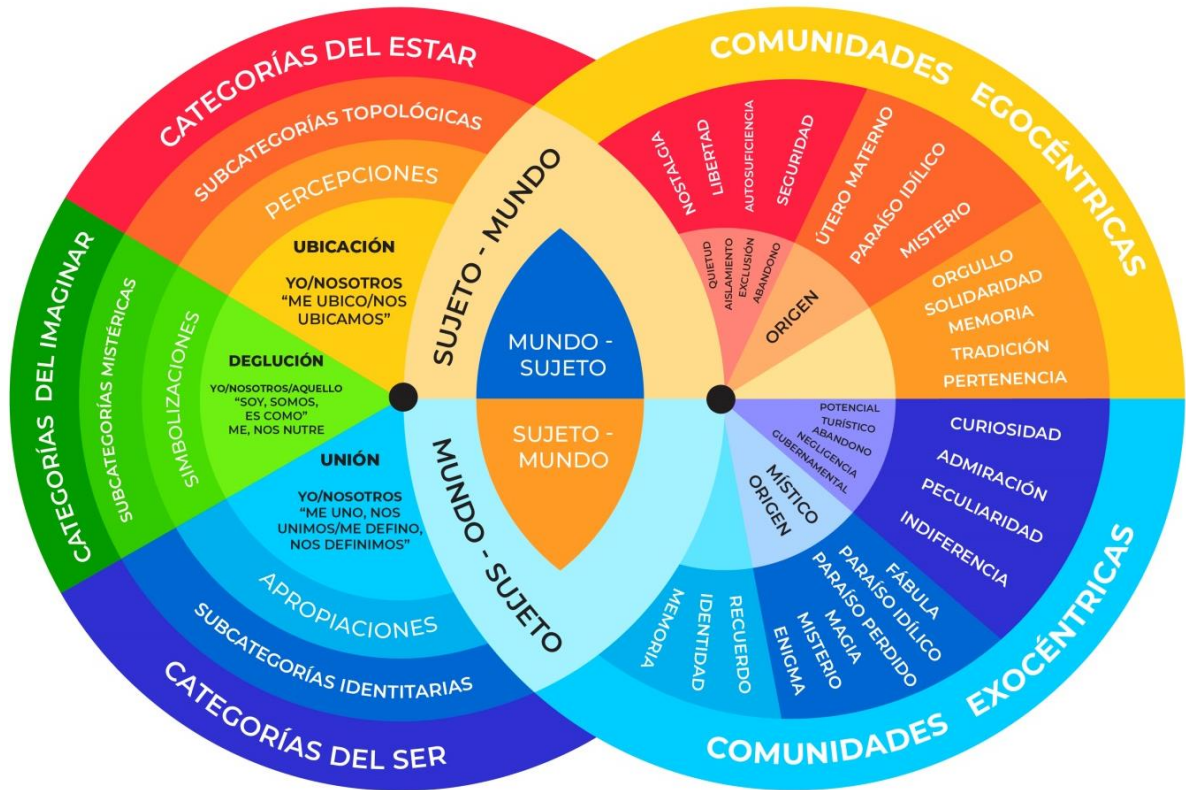 CATEGORÍAS DEL ESTAR
SUBCATEGORÍAS TOPOLÓGICAS
PERCEPCIONES
UBICACIÓN
YO/NOSOTROS
“ME UBICO/NOS
UBICAMOS”
CATEGORÍAS DEL IMAGINAR
SUBCATEGORÍAS MISTÉRICAS
SIMBOLIZACIONES
DEGLUCIÓN
YO/NOSOTROS/AQUELLO
“SOY, SOMOS,
ES COMO”
ME, NOS NUTRE
UNIÓN
YO/NOSOTROS
“ME UNO, NOS
UNIMOS/ME DEFINO,
NOS DEFINIMOS”
APROPIACIONES
SUBCATEGORÍAS IDENTITARIAS
CATEGORÍAS DEL SER
SUJETO - MUNDO
MUNDO -
SUJETO
SUJETO -
MUNDO
MUNDO - SUJETO
COMUNIDADES EGOCÉNTRICAS
NOSTALGIA
LIBERTAD
AUTOSUFICIENCIA
SEGURIDAD
QUIETUD
AISLAMIENTO
EXCLUSIÓN
ABANDONO
ÚTERO MATERNO
PARAÍSO IDÍLICO
MISTERIO
ORIGEN
ORGULLO
SOLIDARIDAD
MEMORIA
TRADICIÓN
PERTENENCIA
POTENCIAL
TURÍSTICO
ABANDONO
NEGLIGENCIA
GUBERNAMENTAL
CURIOSIDAD
ADMIRACIÓN
PECULIARIDAD
INDIFERENCIA
MÍSTICO
ORIGEN
FÁBULA
PARAÍSO IDÍLICO
PARAÍSO PERDIDO
MAGIA
MISTERIO
ENIGMA
RECUERDO
IDENTIDAD
MEMORIA
COMUNIDADES EXOCÉNTRICAS